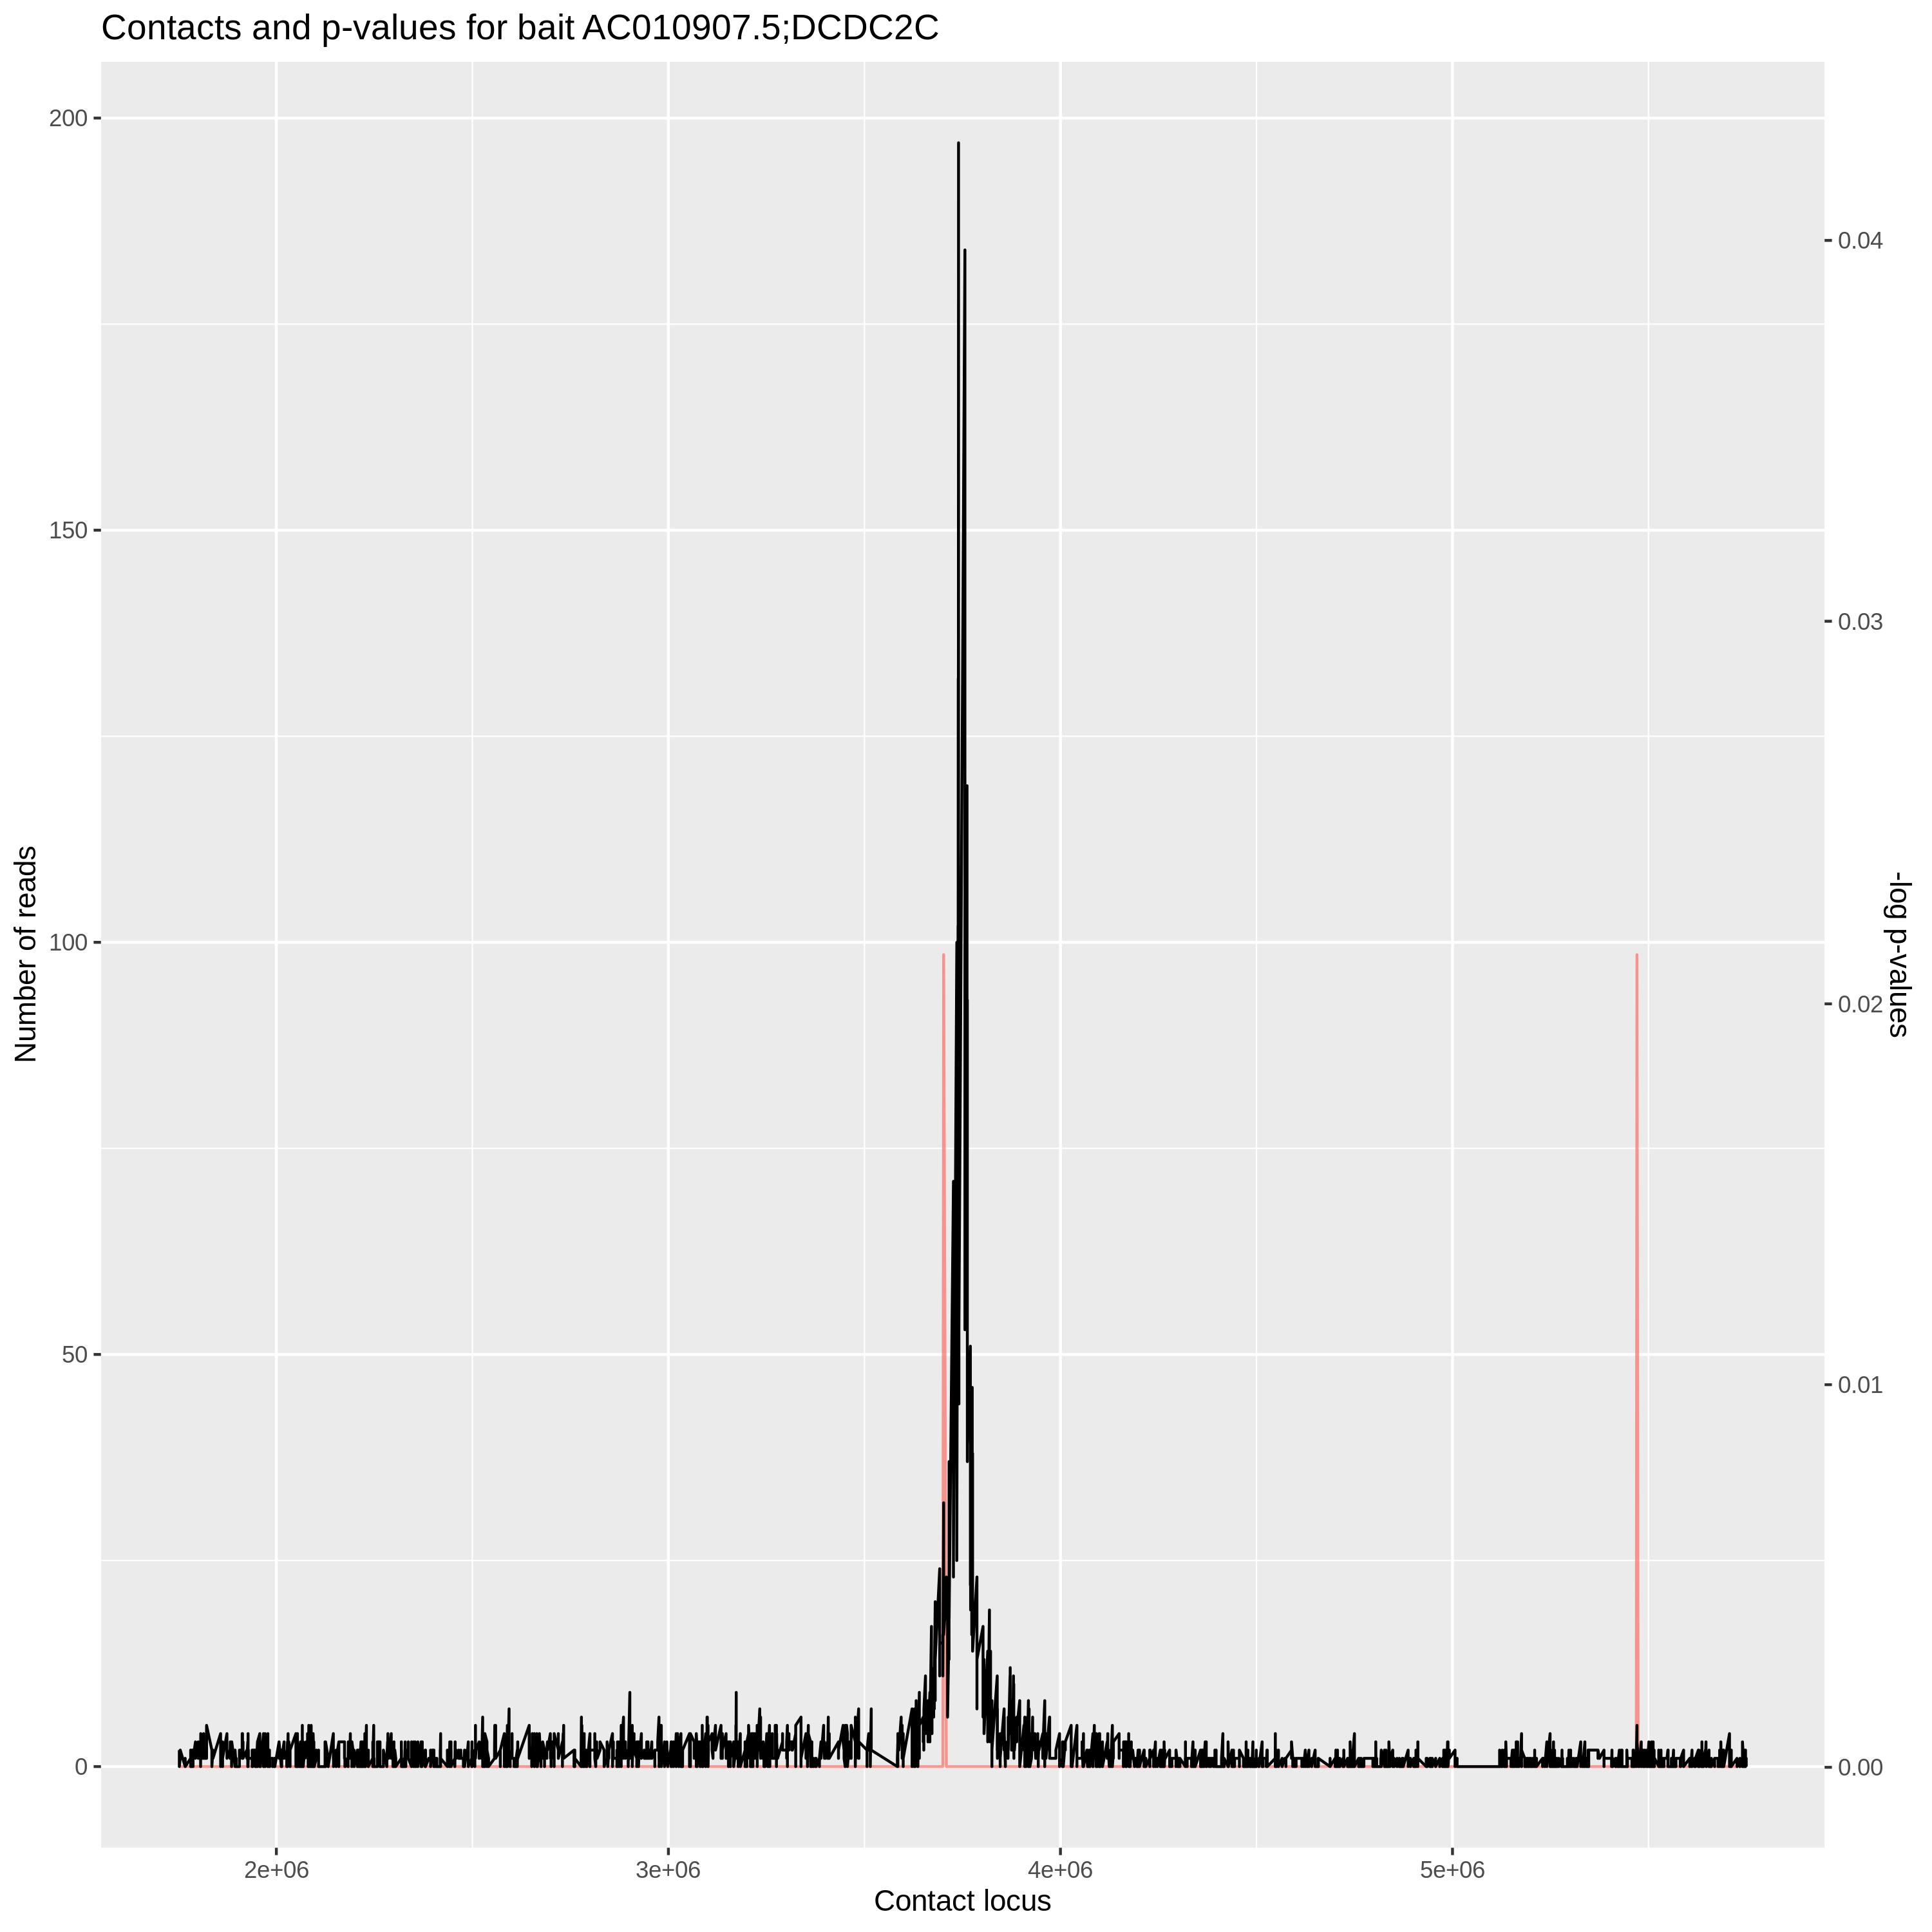 Contacts and p-values for bait AC010907.5;DCDC2C
200
150
100
50
0
Number of reads
0.04
0.03
0.02
0.01
0.00
-log p-values
2e+06
3e+06
4e+06
5e+06
Contact locus